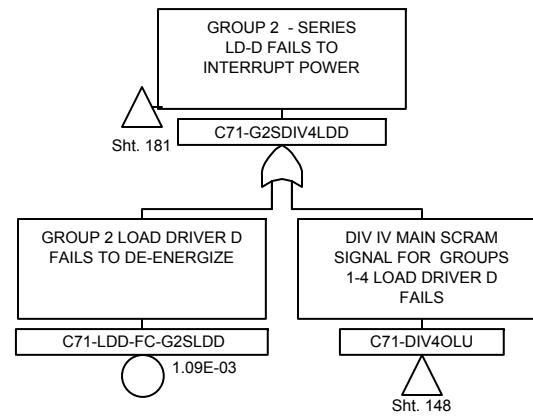 GROUP 2 - SERIES
LD-D FAILS TO
INTERRUPT POWER
Sht. 181
C71-G2SDIV4LDD
GROUP 2 LOAD DRIVER D
FAILS TO DE-ENERGIZE
C71-LDD-FC-G2SLDD
1.09E-03
DIV IV MAIN SCRAM
SIGNAL FOR GROUPS
1-4 LOAD DRIVER D
FAILS
C71-DIV4OLU
Sht. 148